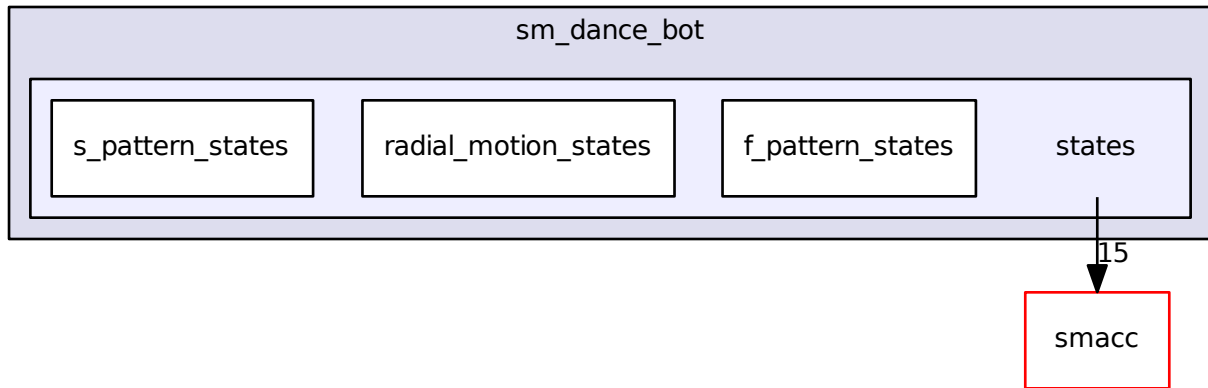 sm_dance_bot
s_pattern_states
radial_motion_states
f_pattern_states
states
15
smacc